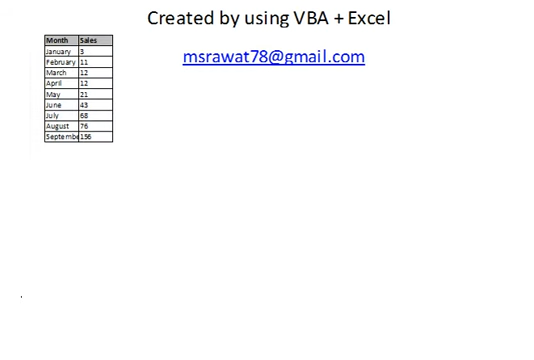 Created by using VBA + Excel
msrawat78@gmail.com
Month Sales
January 3
February 11
March 12
April 12
May 21
June 43
July 68
August 76
Septembe 156